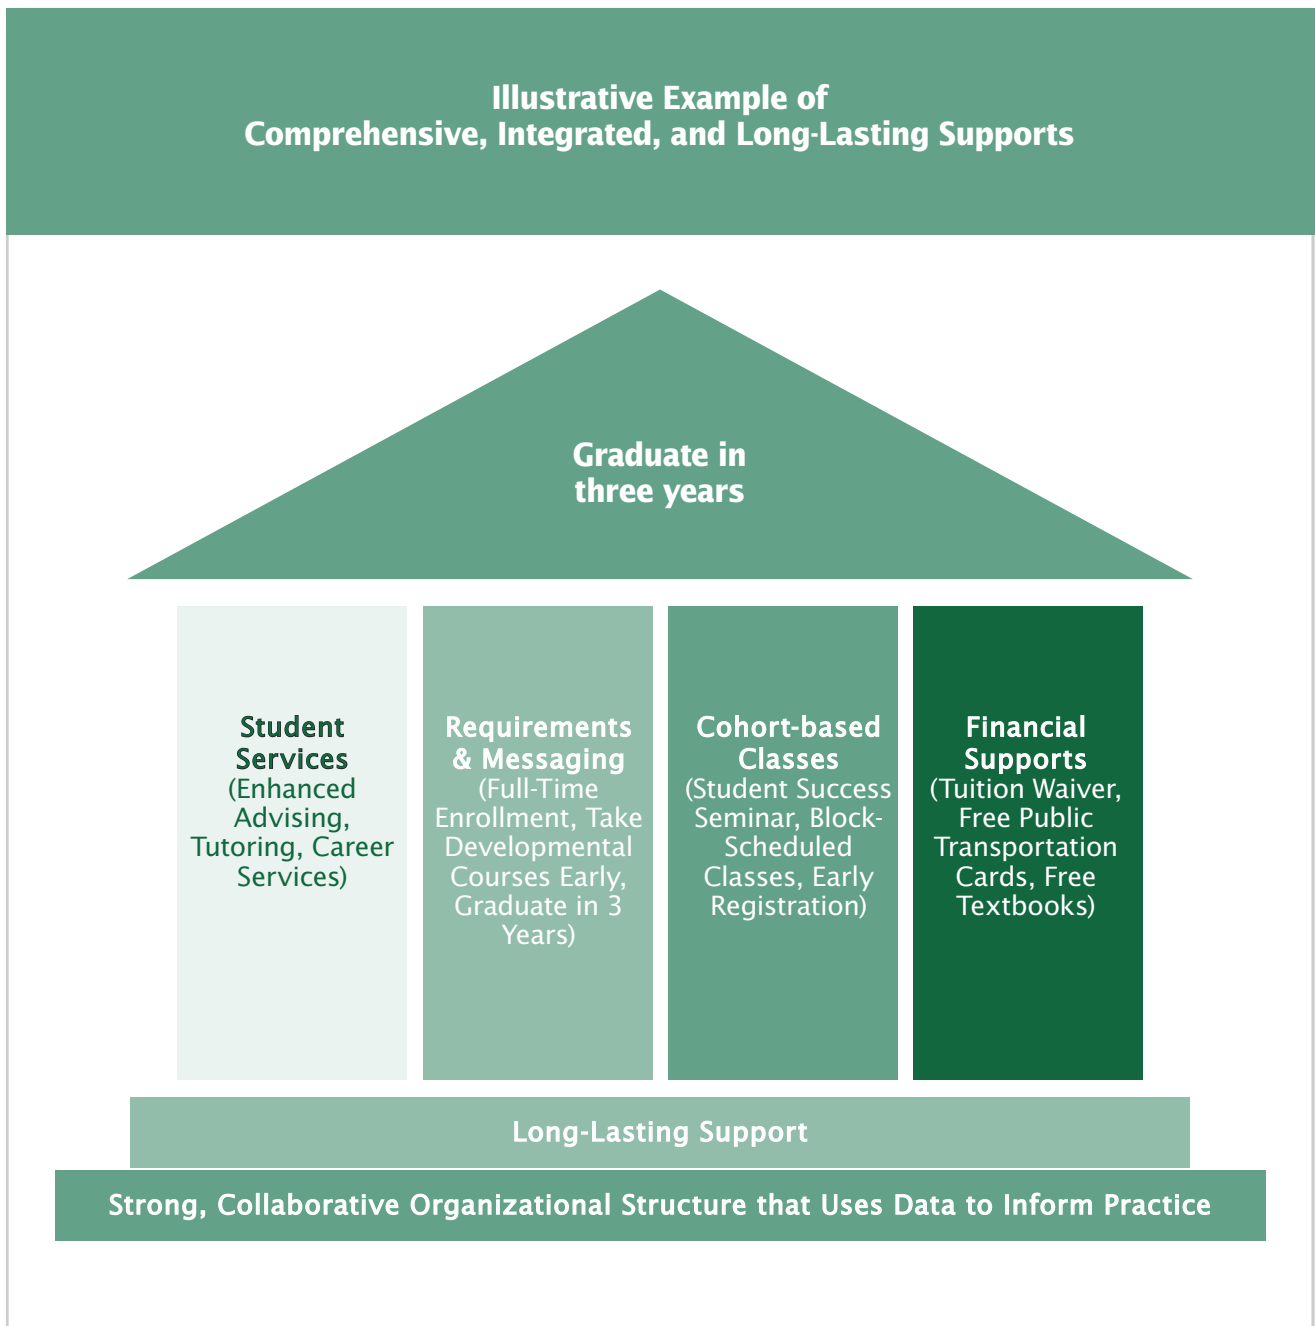 Illustrative Example of
Comprehensive, Integrated, and Long-Lasting Supports
Graduate in
three years
Student
Services
(Enhanced
Advising,
Tutoring, Career
Services)
Requirements
& Messaging
(Full-Time
Enrollment, Take
Developmental
Courses Early,
Graduate in 3
Years)
Cohort-based
Classes
(Student Success
Seminar, Block-
Scheduled
Classes, Early
Registration)
Financial
Supports
(Tuition Waiver,
Free Public
Transportation
Cards, Free
Textbooks)
Long-Lasting Support
Strong, Collaborative Organizational Structure that Uses Data to Inform Practice